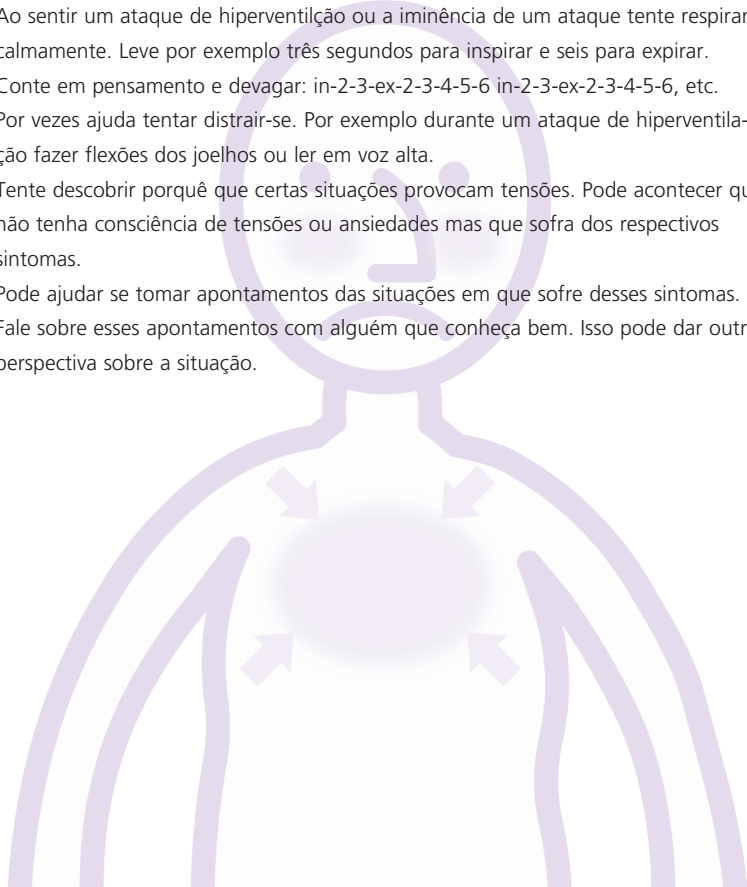 Ao sentir um ataque de hiperventilção ou a iminência de um ataque tente respirar
calmamente. Leve por exemplo três segundos para inspirar e seis para expirar.
Conte em pensamento e devagar: in-2-3-ex-2-3-4-5-6 in-2-3-ex-2-3-4-5-6, etc.
Por vezes ajuda tentar distrair-se. Por exemplo durante um ataque de hiperventila-
ção fazer flexões dos joelhos ou ler em voz alta.
Tente descobrir porquê que certas situações provocam tensões. Pode acontecer qu
não tenha consciência de tensões ou ansiedades mas que sofra dos respectivos
sintomas.
Pode ajudar se tomar apontamentos das situações em que sofre desses sintomas.
Fale sobre esses apontamentos com alguém que conheça bem. Isso pode dar outr
perspectiva sobre a situação.